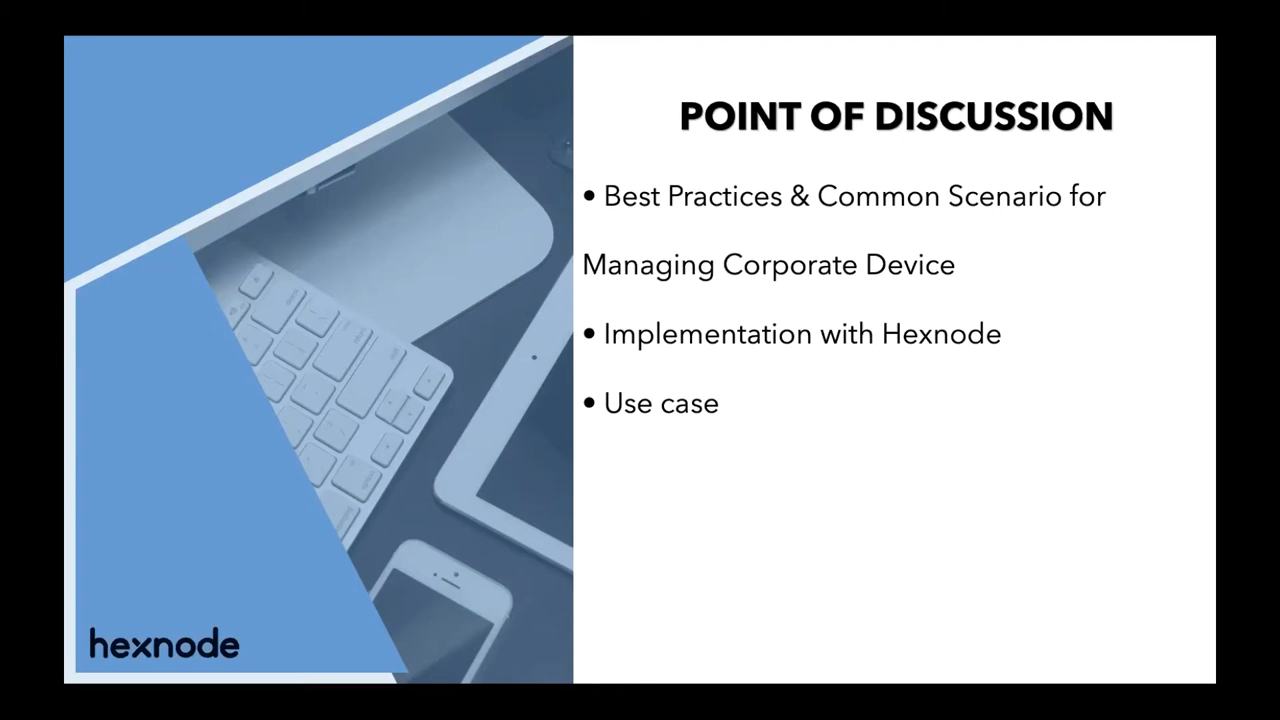 POINT OF DISCUSSION
• Best Practices & Common Scenario for
Managing Corporate Device
• Implementation with Hexnode
• Use case
hexnode